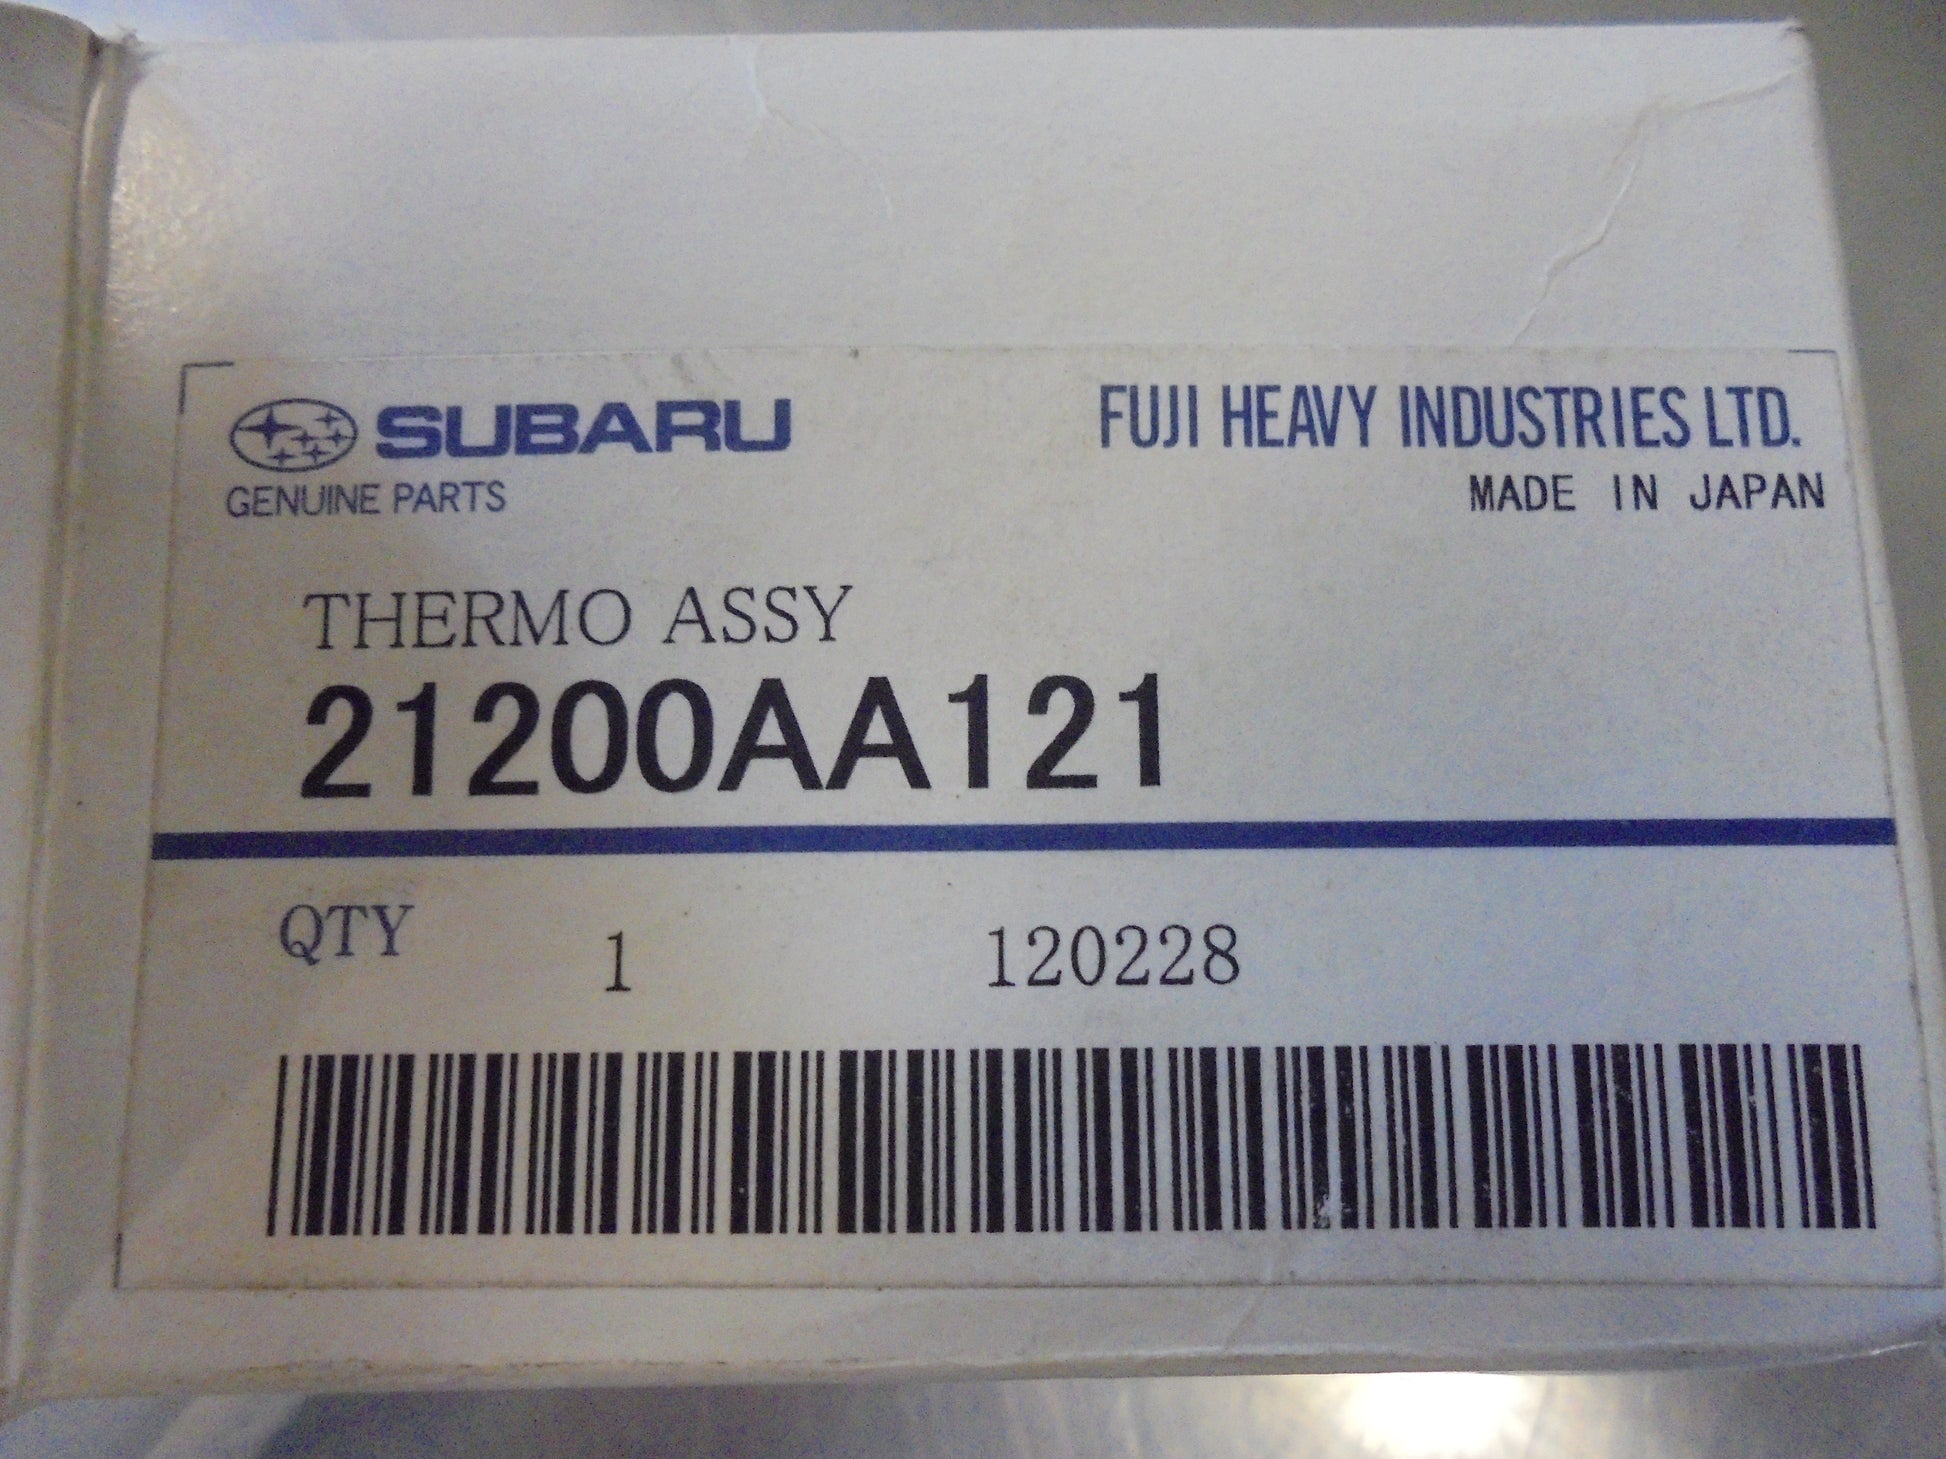 SUBARU FUJI HEAVY INDUSTRIES LTD.
GENUINE PARTS MADE IN JAPAN
THERMO ASSY
21200AA121
QTY 1 120228